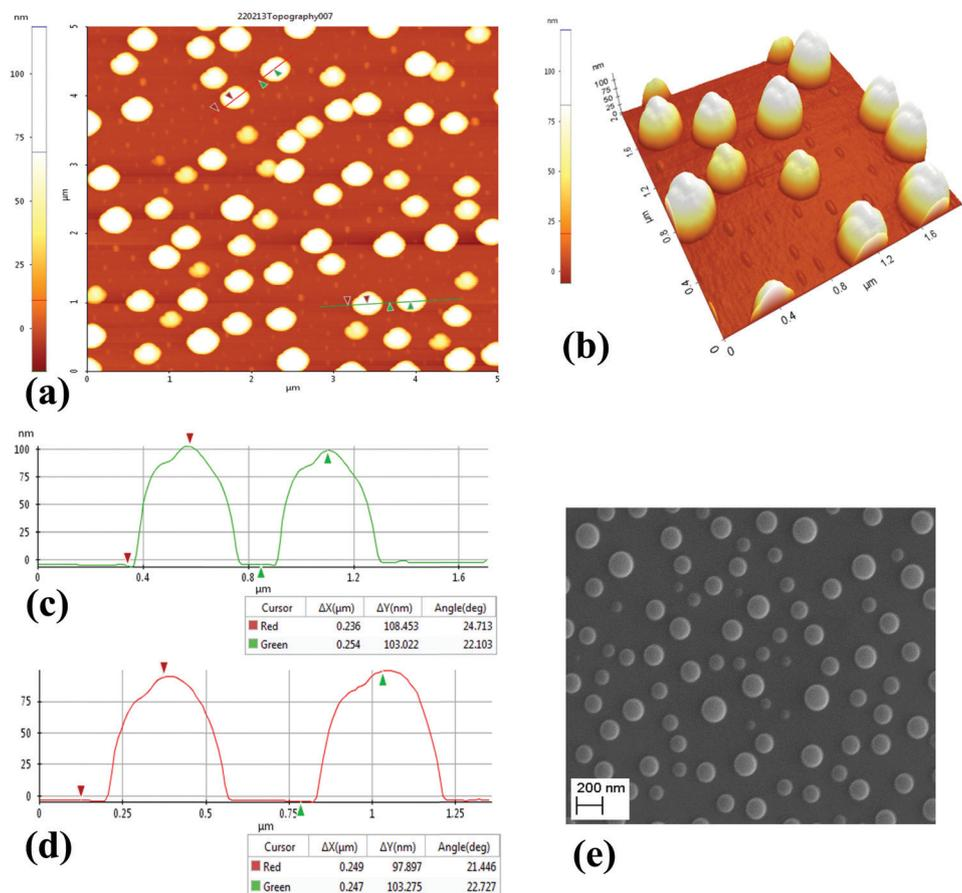 220213Topography007
nm
100
75
50
25
0
5
4
3
2
1
0
μm
0 1 2 3 4 5
μm
(a)
nm
100
75
50
25
0
nm
100
75
50
25
2.0
1.6
1.2
0.8
0.4
0
μm
0
0.4
0.8
1.2
1.6
μm
(b)
nm
100
75
50
25
0
0 0.4 0.8 1.2 1.6
μm
(c)
Cursor ΔX(μm) ΔY(nm) Angle(deg)
Red 0.236 108.453 24.713
Green 0.254 103.022 22.103
75
50
25
0
0 0.25 0.5 0.75 1 1.25
μm
(d)
Cursor ΔX(μm) ΔY(nm) Angle(deg)
Red 0.249 97.897 21.446
Green 0.247 103.275 22.727
200 nm
(e)